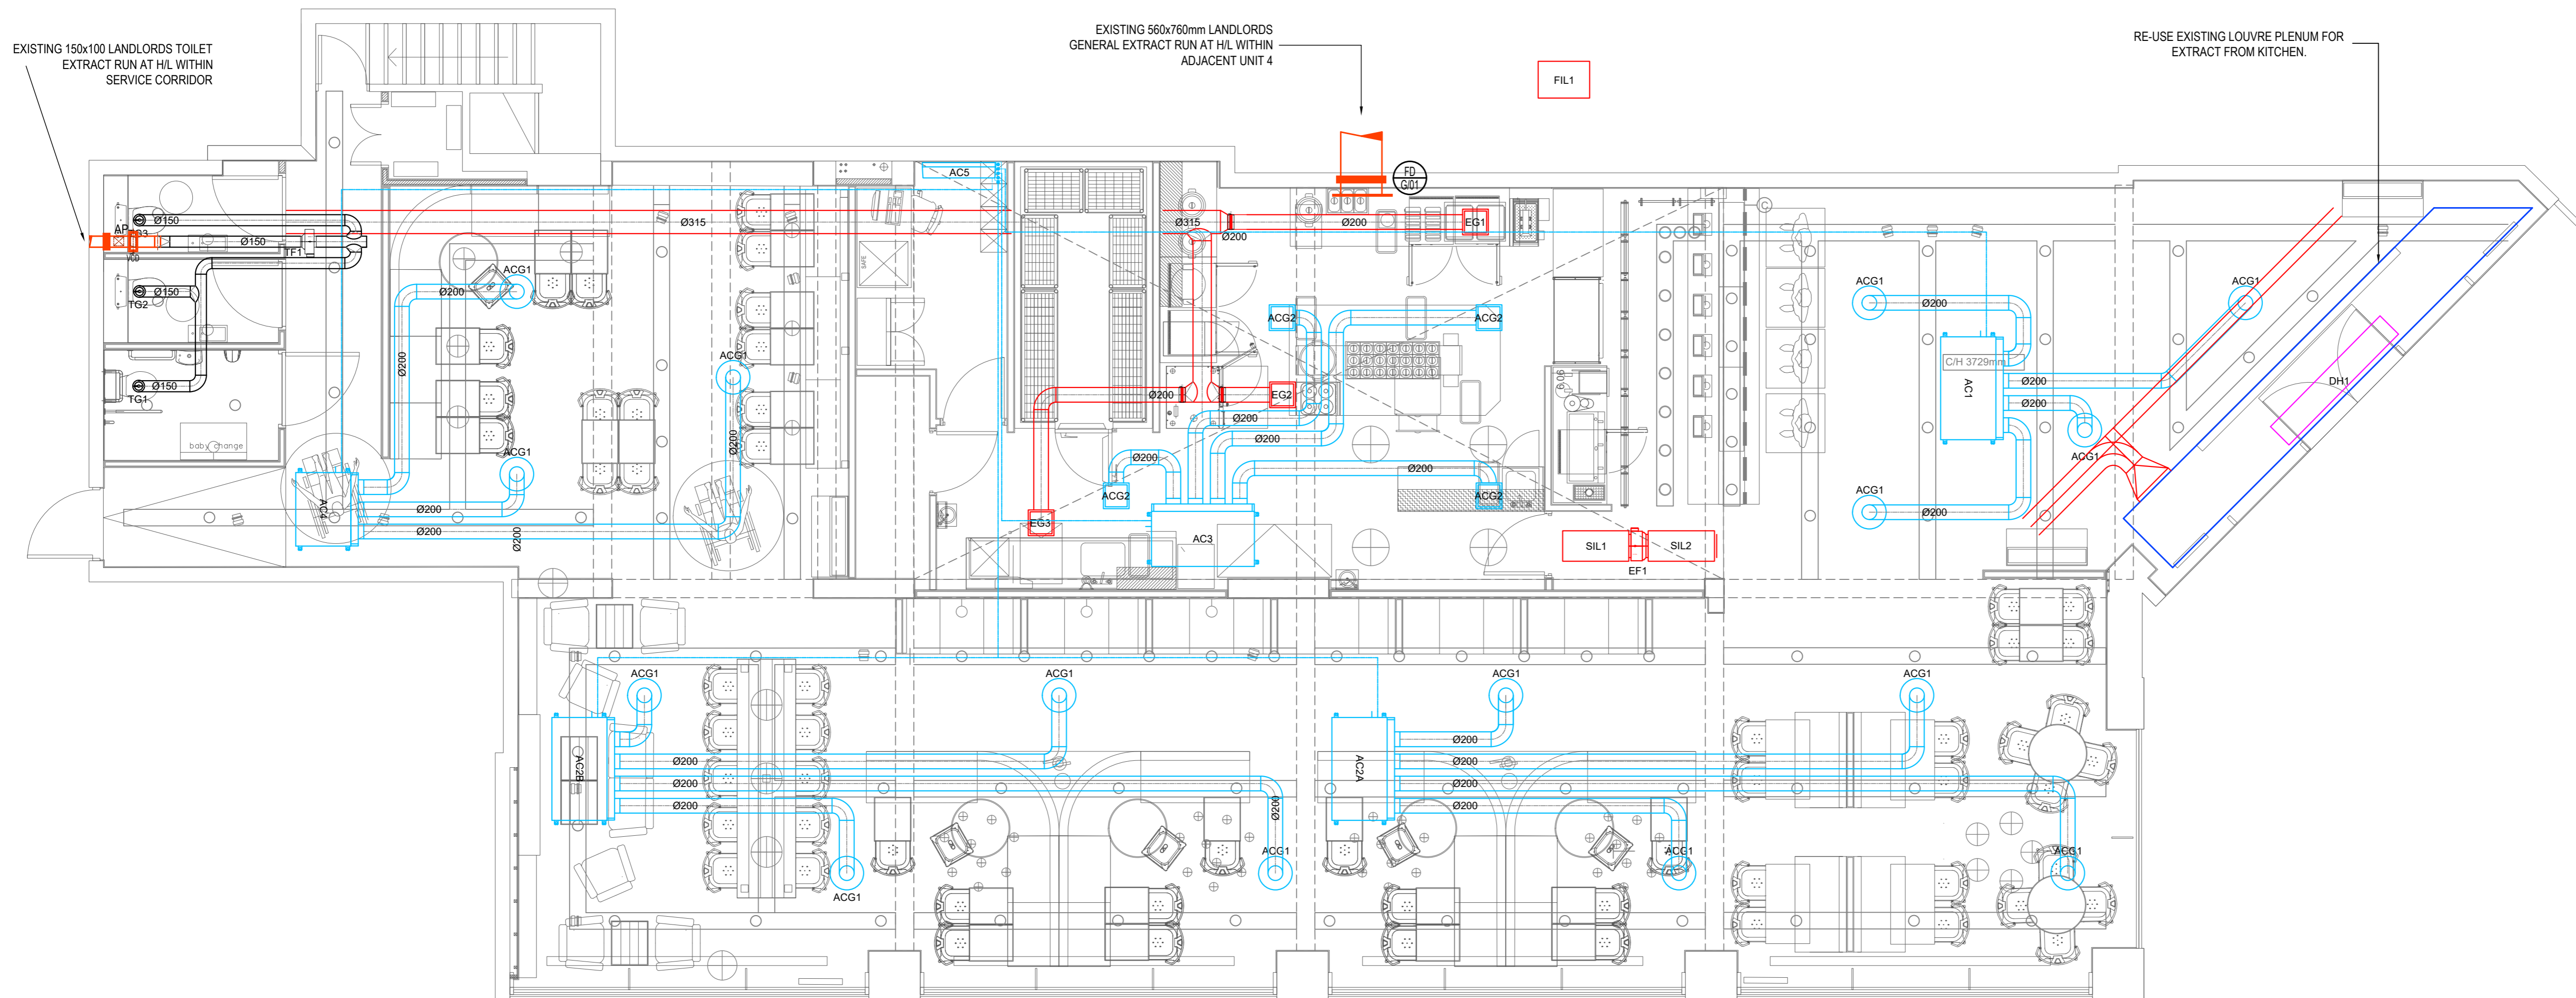 EXISTING 150x100 LANDLORDS TOILET
EXTRACT RUN AT H/L WITHIN
SERVICE CORRIDOR
EXISTING 560x760mm LANDLORDS
GENERAL EXTRACT RUN AT H/L WITHIN
ADJACENT UNIT 4
RE-USE EXISTING LOUVRE PLENUM FOR
EXTRACT FROM KITCHEN.
FIL1
FD
G/01
AC5
Ø150
Ø315
Ø315
Ø200
EG1
Ø200
C
AP
TG3
Ø150
TF1
VCD
SAFE
Ø150
TG2
ACG1
Ø200
ACG2
ACG2
ACG1
Ø200
ACG1
Ø200
ACG1
C/H 3729mm
AC1
Ø200
DH1
Ø150
TG1
Ø200
EG2
Ø200
906
Ø200
Ø200
Ø200
baby change
ACG1
Ø200
Ø200
ACG1
ACG2
ACG2
ACG1
Ø200
AC4
Ø200
Ø200
Ø200
EG3
AC3
SIL1
SIL2
EF1
ACG1
ACG1
ACG1
ACG1
Ø200
AC2B
Ø200
AC2A
Ø200
Ø200
Ø200
Ø200
Ø200
Ø200
ACG1
ACG1
ACG1
ACG1